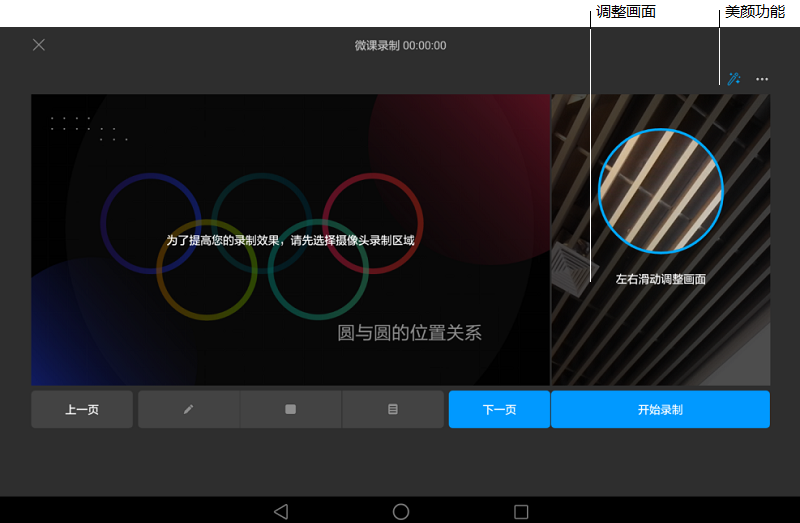 调整画面
美颜功能
微课录制 00:00:00
为了提高您的录制效果，请先选择摄像头录制区域
左右滑动调整画面
圆与圆的位置关系
上一页
下一页
开始录制